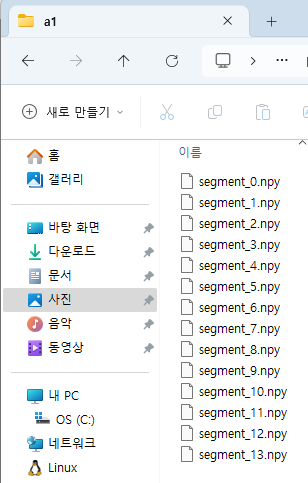 a1
새로 만들기
홈
갤러리
바탕 화면
다운로드
문서
사진
음악
동영상
내 PC
OS (C:)
네트워크
Linux
이름
segment_0.npy
segment_1.npy
segment_2.npy
segment_3.npy
segment_4.npy
segment_5.npy
segment_6.npy
segment_7.npy
segment_8.npy
segment_9.npy
segment_10.npy
segment_11.npy
segment_12.npy
segment_13.npy